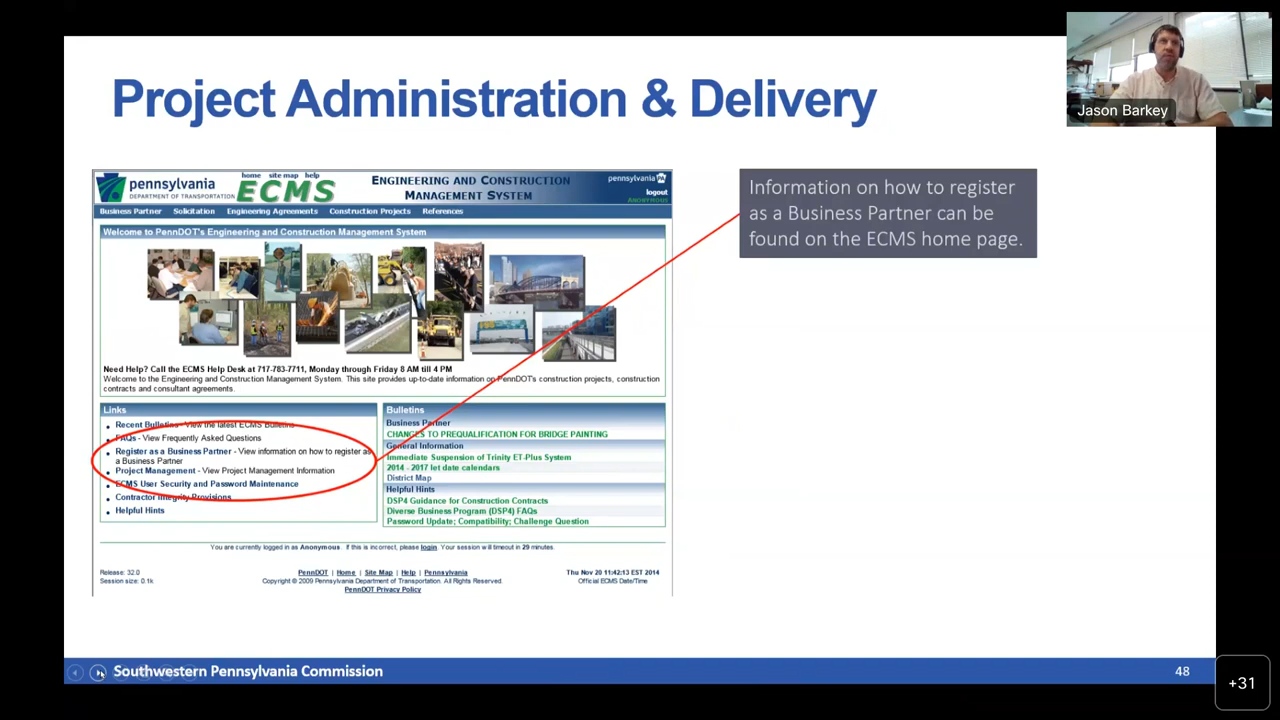 Project Administration & Delivery
Jason Barkey
pennsylvania
DEPARTMENT OF TRANSPORTATION
home site map help
ECMS
ENGINEERING AND CONSTRUCTION
MANAGEMENT SYSTEM
pennsylvania PA
logout
ANONYMOUS
Business Partner Solicitation Engineering Agreements Construction Projects References
Information on how to register
as a Business Partner can be
found on the ECMS home page.
Welcome to PennDOT's Engineering and Construction Management System
Need Help? Call the ECMS Help Desk at 717-783-7711, Monday through Friday 8 AM till 4 PM
Welcome to the Engineering and Construction Management System. This site provides up-to-date information on PennDOT's construction projects, construction
contracts and consultant agreements.
Links
Recent Bulletins - View the latest ECMS Bulletins
FAQs - View Frequently Asked Questions
Register as a Business Partner - View information on how to register as
a Business Partner
Project Management - View Project Management Information
ECMS User Security and Password Maintenance
Contractor Integrity Provisions
Helpful Hints
Bulletins
Business Partner
CHANGES TO PREQUALIFICATION FOR BRIDGE PAINTING
General Information
Immediate Suspension of Trinity ET-Plus System
2014 - 2017 let date calendars
District Map
Helpful Hints
DSP4 Guidance for Construction Contracts
Diverse Business Program (DSP4) FAQs
Password Update; Compatibility; Challenge Question
You are currently logged in as Anonymous. If this is incorrect, please login. Your session will timeout in 29 minutes.
Release: 32.0
Session size: 0.1k
PennDOT | Home | Site Map | Help | Pennsylvania
Copyright © 2009 Pennsylvania Department of Transportation. All Rights Reserved.
PennDOT Privacy Policy
Thu Nov 20 11:42:13 EST 2014
Official ECMS Date/Time
Southwestern Pennsylvania Commission
48
+31